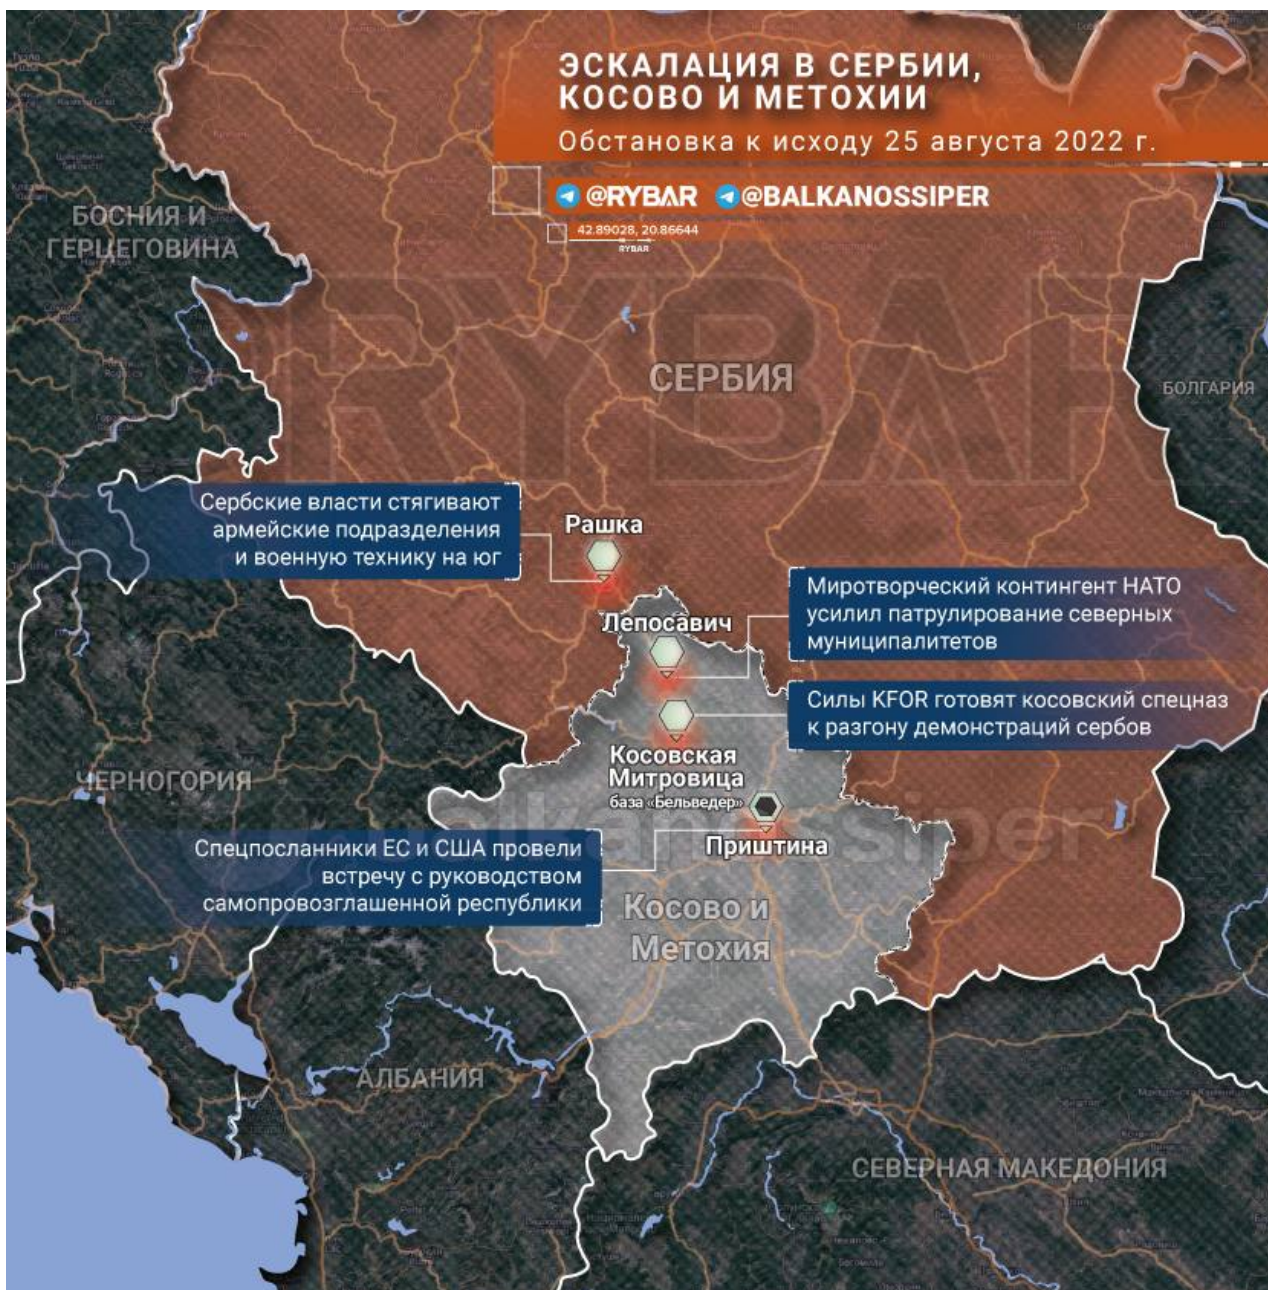 ЭСКАЛАЦИЯ В СЕРБИИ,
КОСОВО И МЕТОХИИ
Обстановка к исходу 25 августа 2022 г.
@RYBAR @BALKANOSSIPER
42.89028, 20.86644
RYBAR
БОСНИЯ И
ГЕРЦЕГОВИНА
RYBAR
СЕРБИЯ
БОЛГАРИЯ
Сербские власти стягивают
армейские подразделения
и военную технику на юг
Рашка
Миротворческий контингент НАТО
усилил патрулирование северных
муниципалитетов
Лепосавич
Силы KFOR готовят косовский спецназ
к разгону демонстраций сербов
Косовская
Митровица
база «Бельведер»
ЧЕРНОГОРИЯ
Приштина
Спецпосланники ЕС и США провели
встречу с руководством
самопровозглашенной республики
Косово и
Метохия
АЛБАНИЯ
СЕВЕРНАЯ МАКЕДОНИЯ